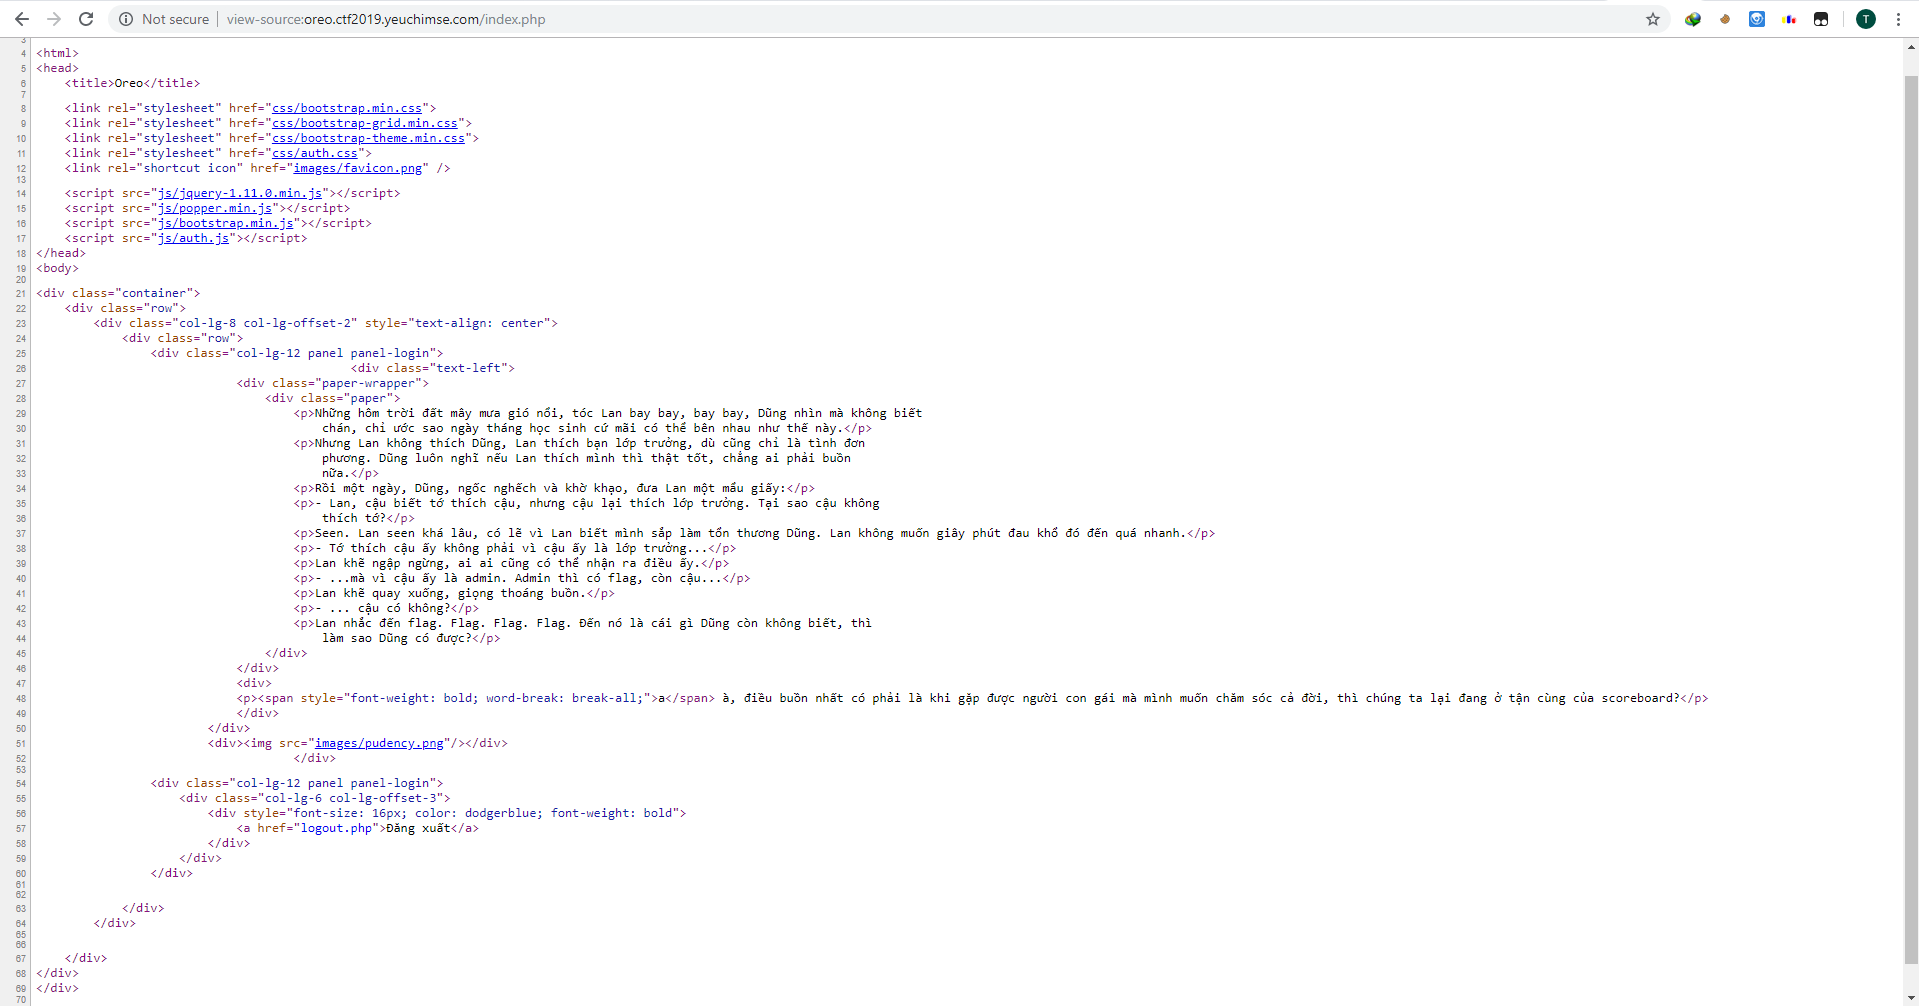 Not secure | view-source:oreo.ctf2019.yeuchimse.com/index.php T
3
4 <html>
5 <head>
6 <title>Oreo</title>
7
8 <link rel="stylesheet" href="css/bootstrap.min.css">
9 <link rel="stylesheet" href="css/bootstrap-grid.min.css">
10 <link rel="stylesheet" href="css/bootstrap-theme.min.css">
11 <link rel="stylesheet" href="css/auth.css">
12 <link rel="shortcut icon" href="images/favicon.png" />
13
14 <script src="js/jquery-1.11.0.min.js"></script>
15 <script src="js/popper.min.js"></script>
16 <script src="js/bootstrap.min.js"></script>
17 <script src="js/auth.js"></script>
18 </head>
19 <body>
20
21 <div class="container">
22 <div class="row">
23 <div class="col-lg-8 col-lg-offset-2" style="text-align: center">
24 <div class="row">
25 <div class="col-lg-12 panel panel-login">
26 <div class="text-left">
27 <div class="paper-wrapper">
28 <div class="paper">
29 <p>Những hôm trời đất mây mưa gió nổi, tóc Lan bay bay, bay bay, Dũng nhìn mà không biết
30 chán, chỉ ước sao ngày tháng học sinh cứ mãi có thể bên nhau như thế này.</p>
31 <p>Nhưng Lan không thích Dũng, Lan thích bạn lớp trưởng, dù cũng chỉ là tình đơn
32 phương. Dũng luôn nghĩ nếu Lan thích mình thì thật tốt, chẳng ai phải buồn
33 nữa.</p>
34 <p>Rồi một ngày, Dũng, ngốc nghếch và khờ khạo, đưa Lan một mẩu giấy:</p>
35 <p>- Lan, cậu biết tớ thích cậu, nhưng cậu lại thích lớp trưởng. Tại sao cậu không
36 thích tớ?</p>
37 <p>Seen. Lan seen khá lâu, có lẽ vì Lan biết mình sắp làm tổn thương Dũng. Lan không muốn giây phút đau khổ đó đến quá nhanh.</p>
38 <p>- Tớ thích cậu ấy không phải vì cậu ấy là lớp trưởng...</p>
39 <p>Lan khẽ ngập ngừng, ai ai cũng có thể nhận ra điều ấy.</p>
40 <p>- ...mà vì cậu ấy là admin. Admin thì có flag, còn cậu...</p>
41 <p>Lan khẽ quay xuống, giọng thoáng buồn.</p>
42 <p>- ... cậu có không?</p>
43 <p>Lan nhắc đến flag. Flag. Flag. Flag. Đến nó là cái gì Dũng còn không biết, thì
44 làm sao Dũng có được?</p>
45 </div>
46 </div>
47 <div>
48 <p><span style="font-weight: bold; word-break: break-all;">a</span> à, điều buồn nhất có phải là khi gặp được người con gái mà mình muốn chăm sóc cả đời, thì chúng ta lại đang ở tận cùng của scoreboard?</p>
49 </div>
50 </div>
51 <div><img src="images/pudency.png"/></div>
52 </div>
53
54 <div class="col-lg-12 panel panel-login">
55 <div class="col-lg-6 col-lg-offset-3">
56 <div style="font-size: 16px; color: dodgerblue; font-weight: bold">
57 <a href="logout.php">Đăng xuất</a>
58 </div>
59 </div>
60 </div>
61
62
63 </div>
64 </div>
65
66
67 </div>
68 </div>
69 </div>
70